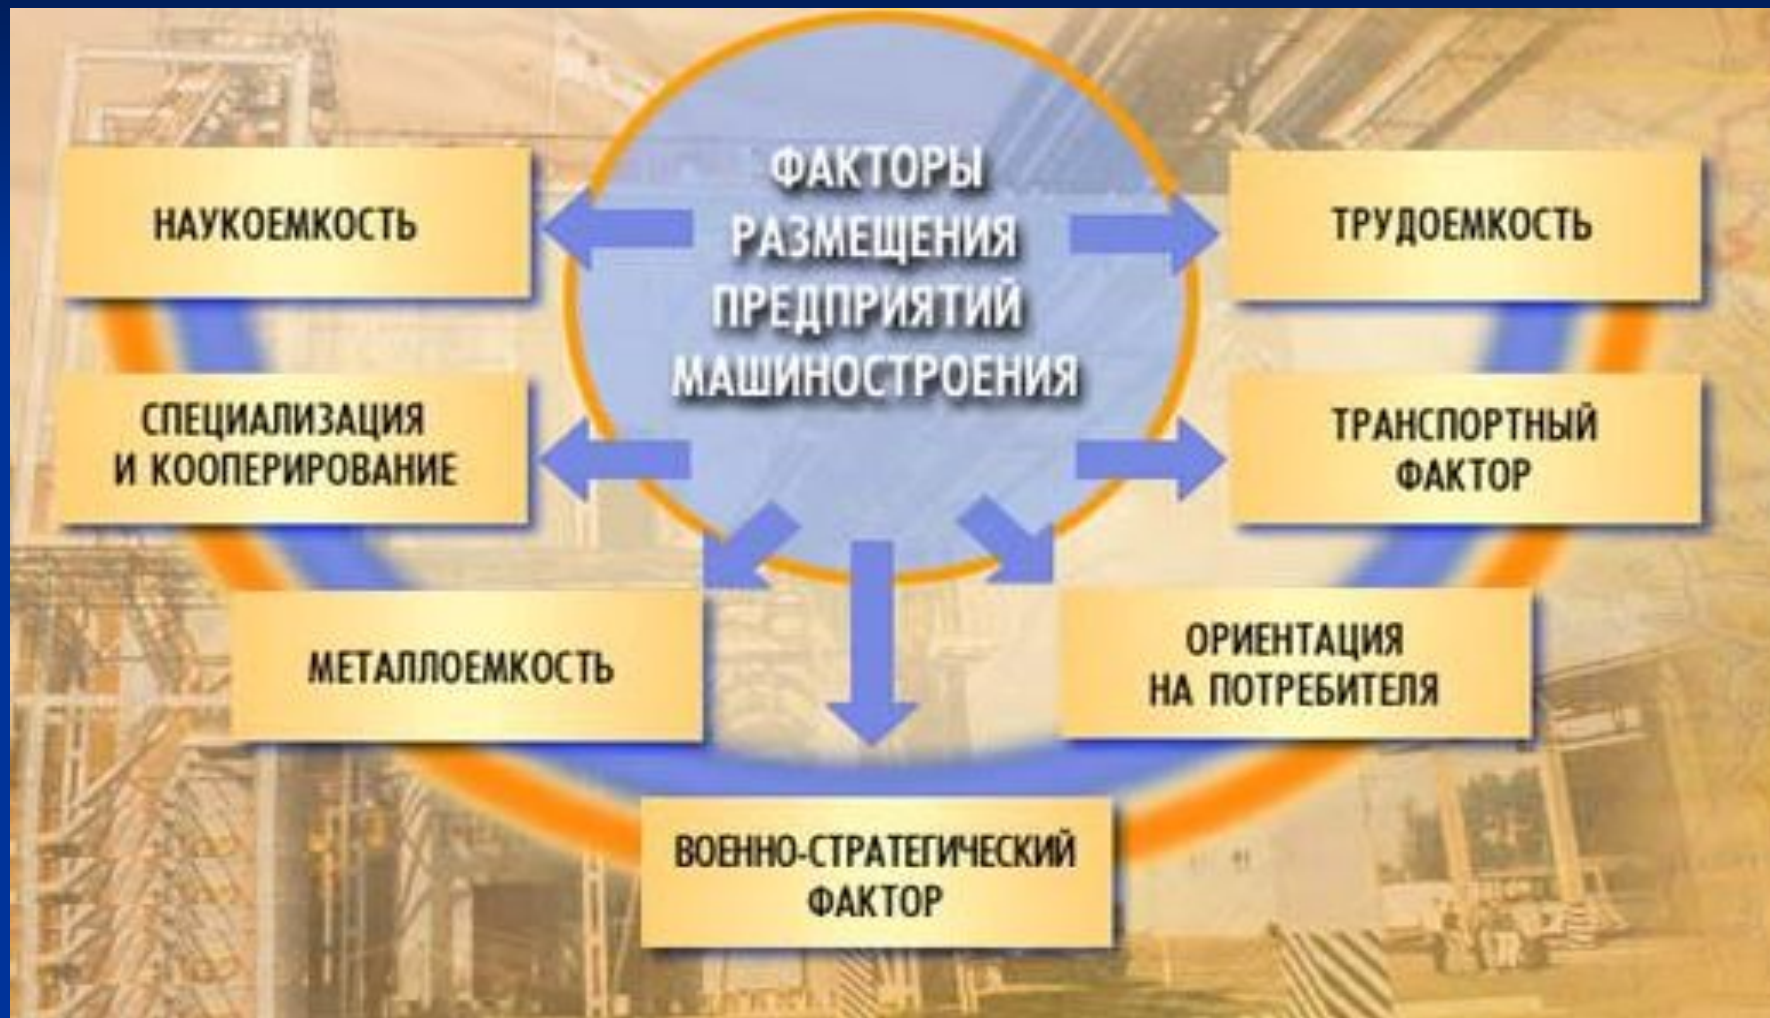 ФАКТОРЫ
РАЗМЕЩЕНИЯ
ПРЕДПРИЯТИЙ
МАШИНОСТРОЕНИЯ
НАУКОЕМКОСТЬ
ТРУДОЕМКОСТЬ
СПЕЦИАЛИЗАЦИЯ
И КООПЕРИРОВАНИЕ
ТРАНСПОРТНЫЙ
ФАКТОР
МЕТАЛЛОЕМКОСТЬ
ОРИЕНТАЦИЯ
НА ПОТРЕБИТЕЛЯ
ВОЕННО-СТРАТЕГИЧЕСКИЙ
ФАКТОР